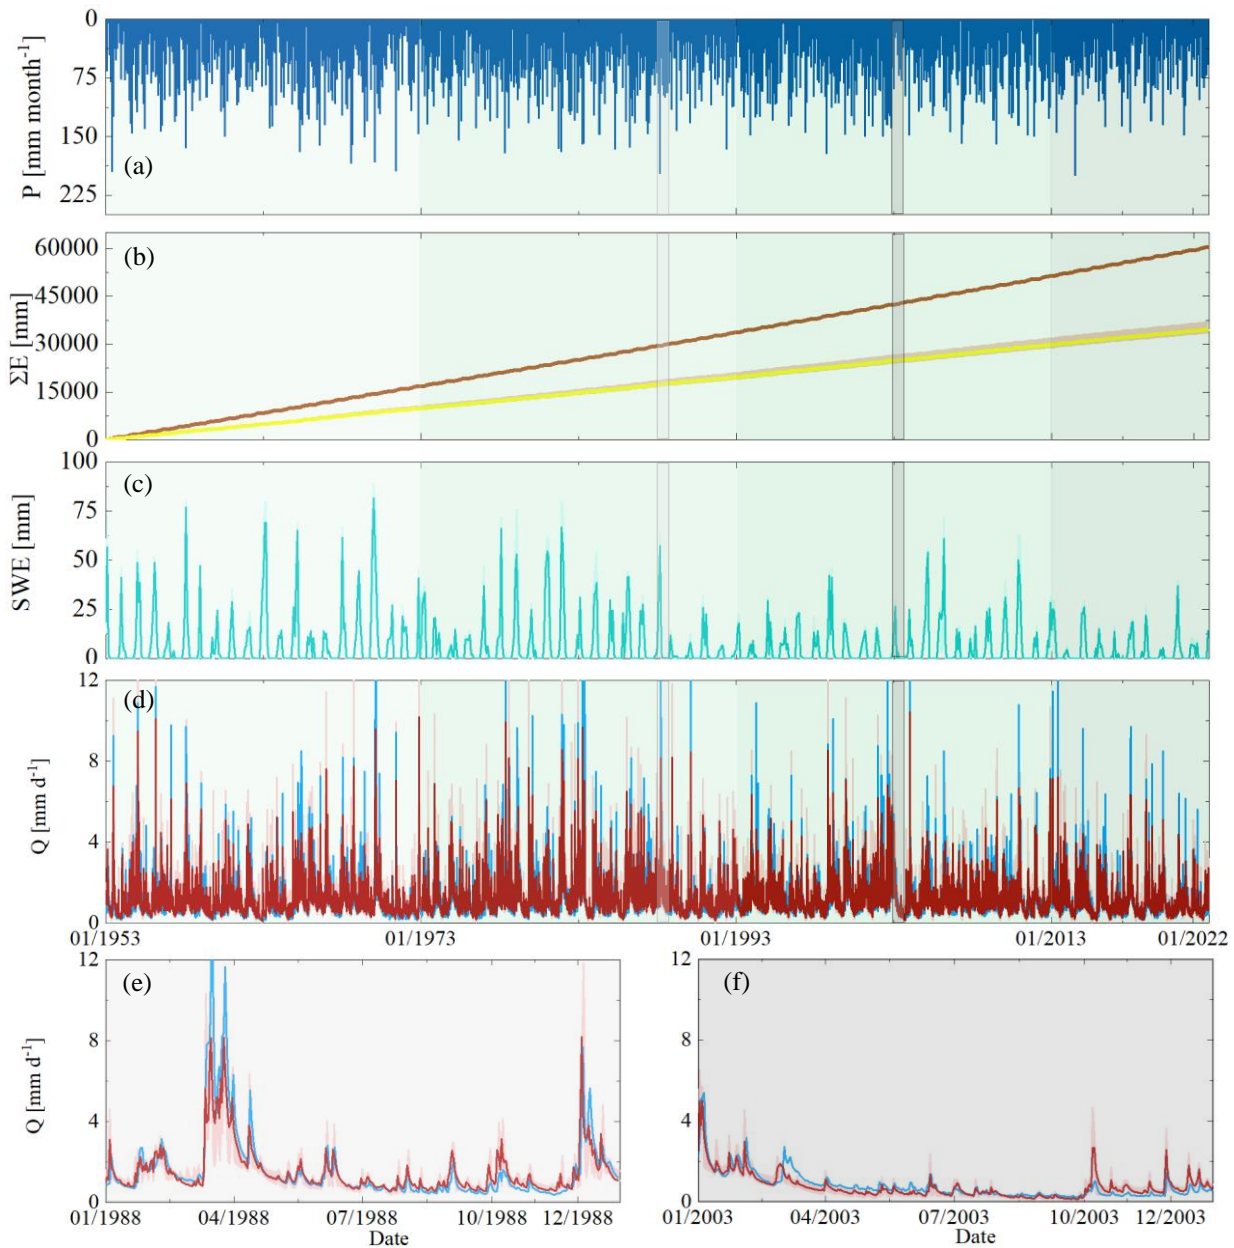 0
75
150
225
P [mm month-1]
(a)
60000
45000
30000
15000
0
ΣE [mm]
(b)
100
75
50
25
0
SWE [mm]
(c)
12
8
4
0
Q [mm d-1]
(d)
01/1953 01/1973 01/1993 01/2013 01/2022
12
8
4
0
Q [mm d-1]
(e)
01/1988 04/1988 07/1988 10/1988 12/1988
Date
12
8
4
0
Q [mm d-1]
(f)
01/2003 04/2003 07/2003 10/2003 12/2003
Date